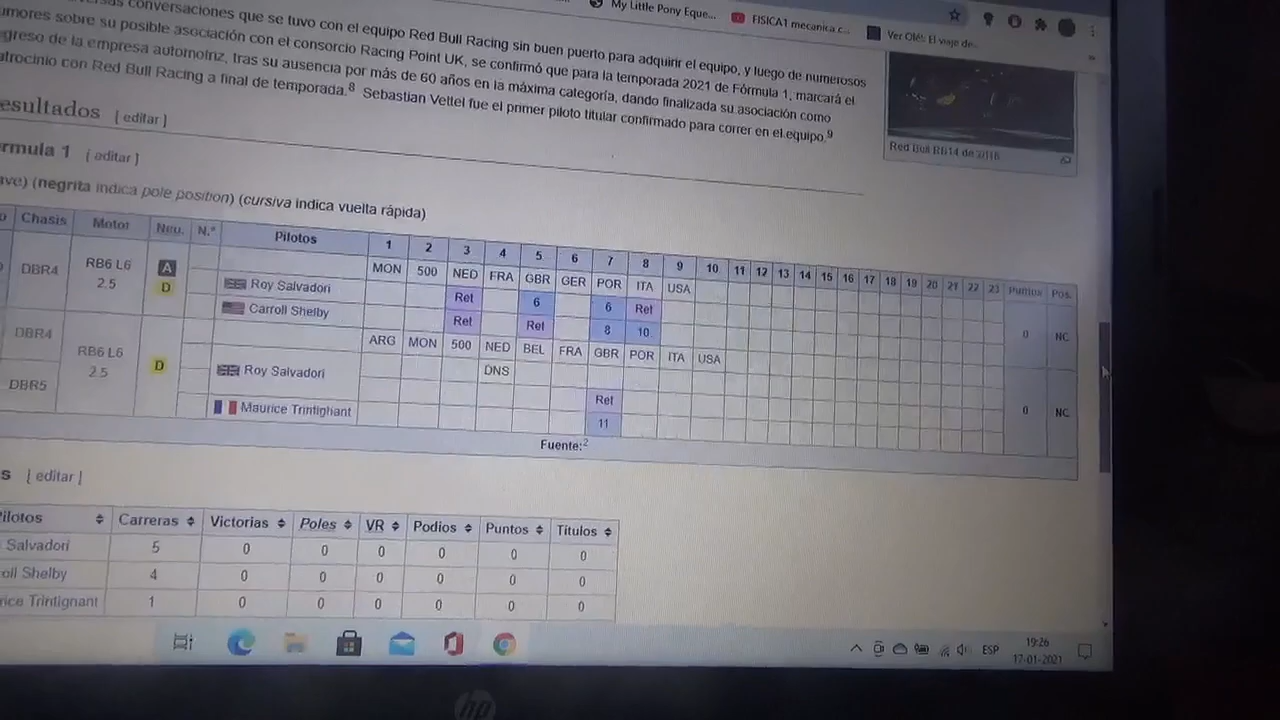 My Little Pony Eque...
FISICA1 mecanica c...
Ver Olé: El viaje de...
conversaciones que se tuvo con el equipo Red Bull Racing sin buen puerto para adquirir el equipo, y luego de numerosos
sobre su posible asociación con el consorcio Racing Point UK, se confirmó que para la temporada 2021 de Fórmula 1, marcará el
de la empresa automotriz, tras su ausencia por más de 60 años en la máxima categoría, dando finalizada su asociación como
con Red Bull Racing a final de temporada.8 Sebastian Vettel fue el primer piloto titular confirmado para correr en el equipo.9
Red Bull RB14 de 2018
esultados [ editar ]
rmula 1 [ editar ]
ave) (negrita indica pole position) (cursiva indica vuelta rápida)
Chasis Motor Neu. N.º Pilotos 1 2 3 4 5 6 7 8 9 10 11 12 13 14 15 16 17 18 19 20 21 22 23 Puntos Pos.
DBR4 RB6 L6 2.5 A D MON 500 NED FRA GBR GER POR ITA USA 0 NC
Roy Salvadori Ret 6 6 Ret
Carroll Shelby Ret Ret 8 10
DBR4 RB6 L6 2.5 D ARG MON 500 NED BEL FRA GBR POR ITA USA 0 NC
Roy Salvadori DNS
DBR5 Ret
Maurice Trintignant 11
Fuente:2
s [ editar ]
ilotos Carreras Victorias Poles VR Podios Puntos Títulos
Salvadori 5 0 0 0 0 0 0
oll Shelby 4 0 0 0 0 0 0
rice Trintignant 1 0 0 0 0 0 0
ESP
19:26
17-01-2021
hp